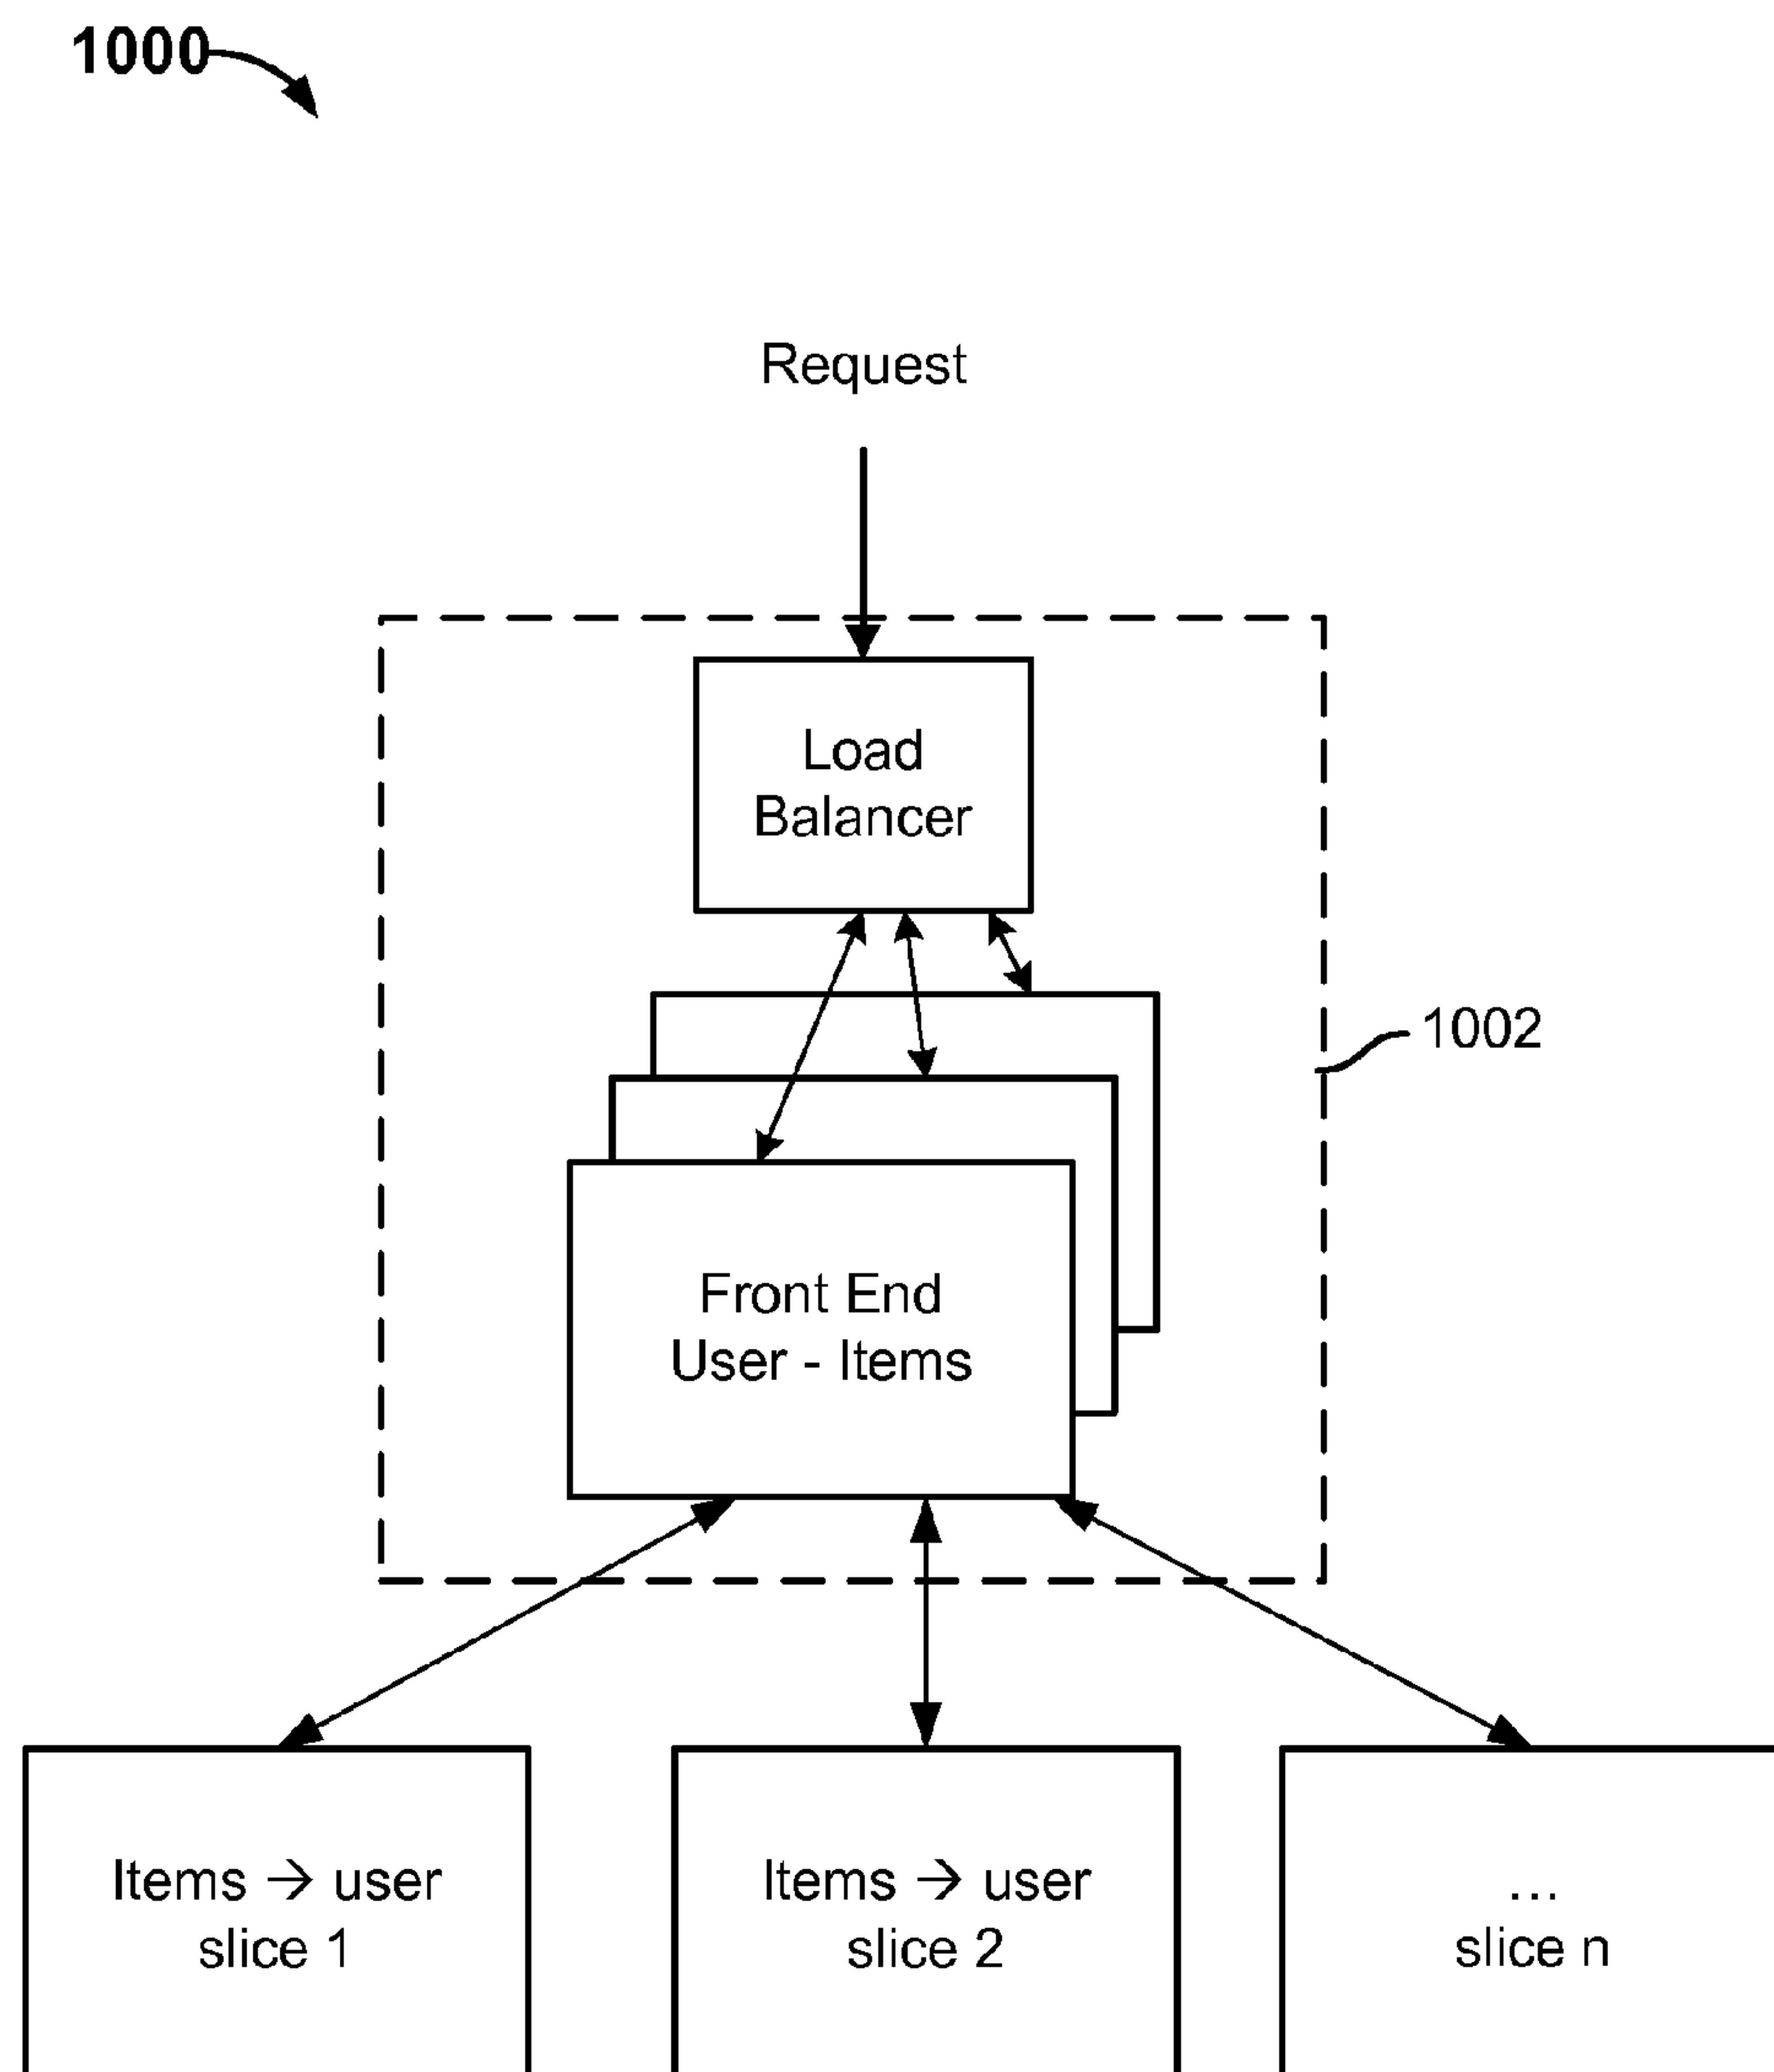 1000
Request
Load
Balancer
1002
Front End
User - Items
Items → user
slice 1
Items → user
slice 2
...
slice n